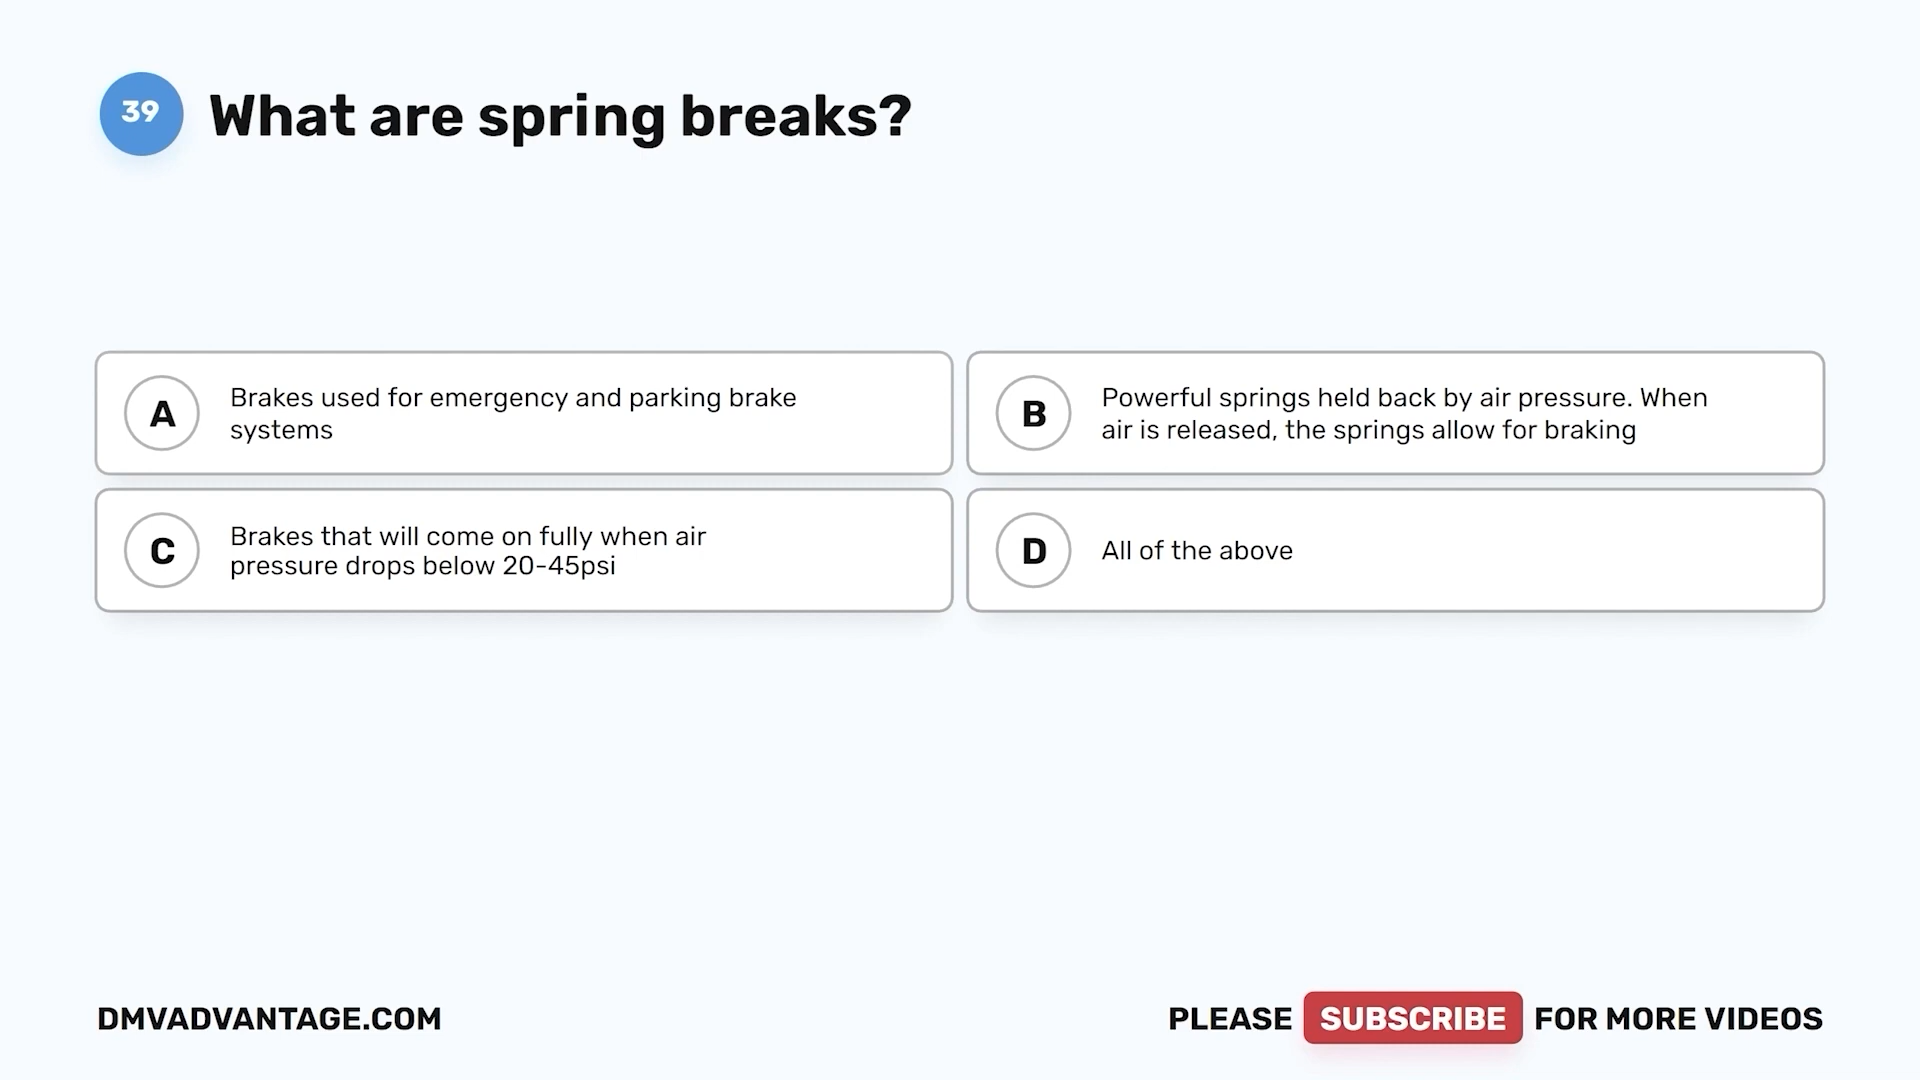 39 What are spring breaks?
A Brakes used for emergency and parking brake
systems
B Powerful springs held back by air pressure. When
air is released, the springs allow for braking
C Brakes that will come on fully when air
pressure drops below 20-45psi
D All of the above
DMVADVANTAGE.COM
PLEASE SUBSCRIBE FOR MORE VIDEOS